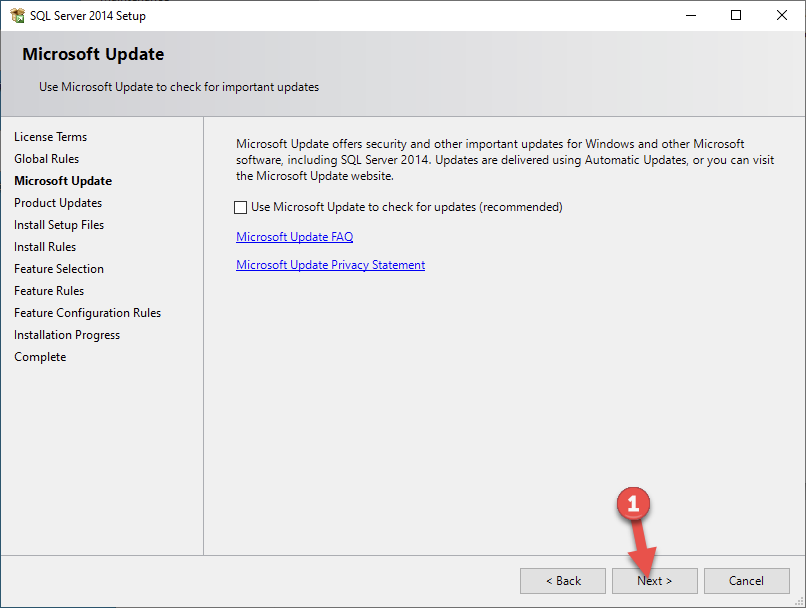 SQL Server 2014 Setup
Microsoft Update
Use Microsoft Update to check for important updates
License Terms
Global Rules
Microsoft Update
Product Updates
Install Setup Files
Install Rules
Feature Selection
Feature Rules
Feature Configuration Rules
Installation Progress
Complete
Microsoft Update offers security and other important updates for Windows and other Microsoft
software, including SQL Server 2014. Updates are delivered using Automatic Updates, or you can visit
the Microsoft Update website.
Use Microsoft Update to check for updates (recommended)
Microsoft Update FAQ
Microsoft Update Privacy Statement
1
< Back
Next >
Cancel